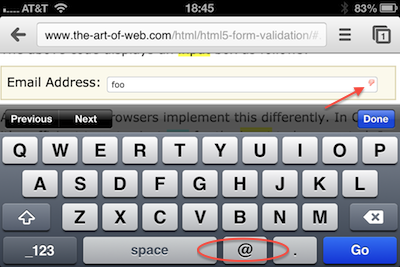 AT&T 18:45 83%
www.the-art-of-web.com/html/html5-form-validation/#
Email Address: foo
rowsers implement this differently. In C
Previous Next Done
Q W E R T Y U I O P
A S D F G H J K L
Z X C V B N M
_123 space @ . Go